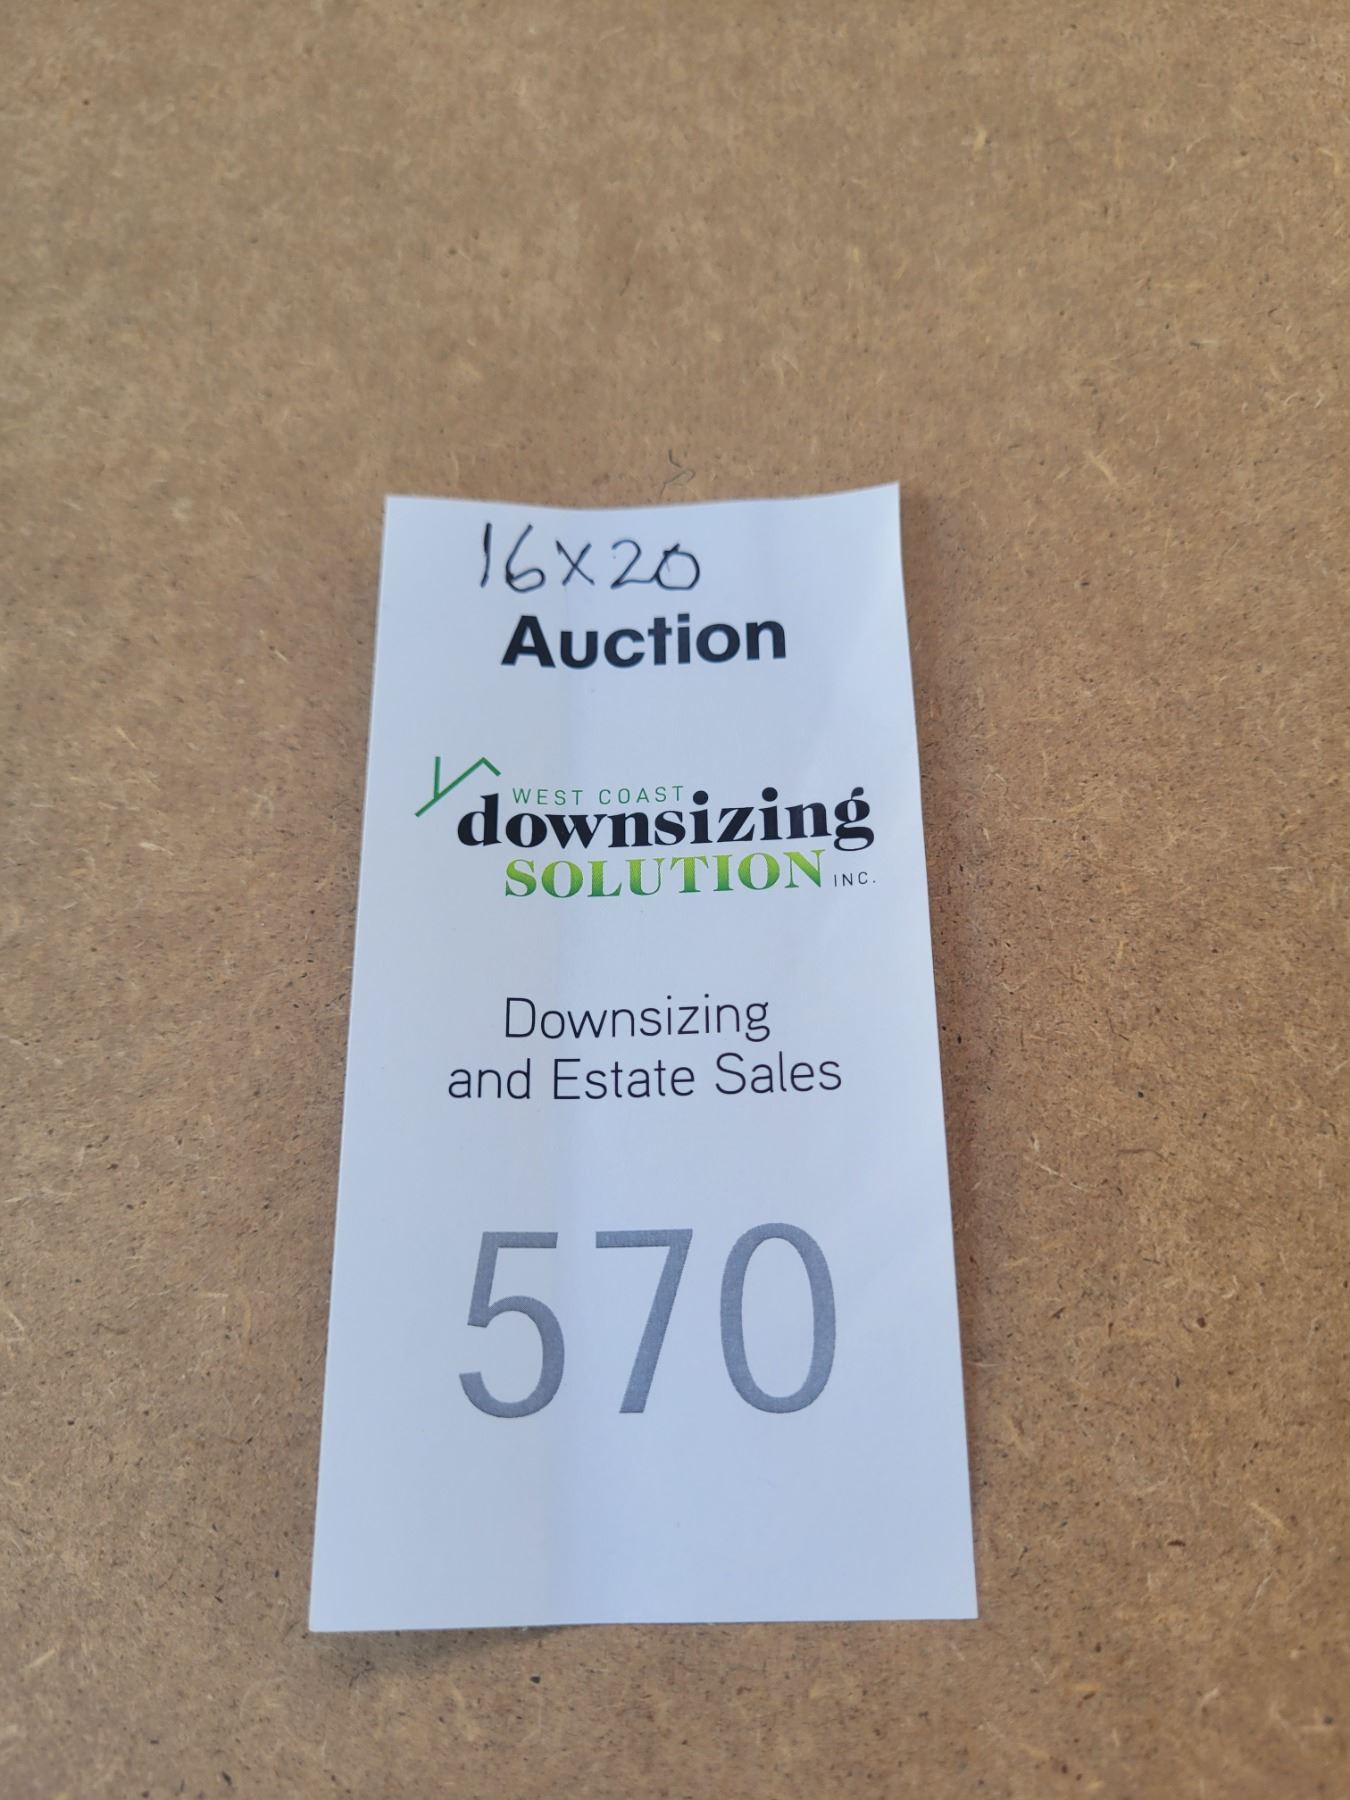 16x20
Auction
WEST COAST
downsizing
SOLUTION INC.
Downsizing
and Estate Sales
570